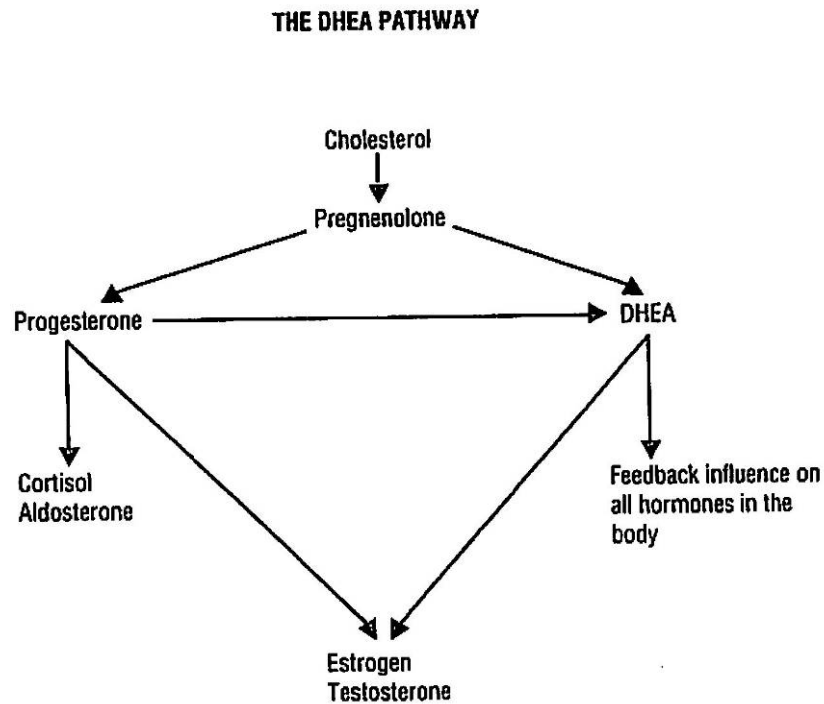 THE DHEA PATHWAY
Cholesterol
Pregnenolone
Progesterone
DHEA
Cortisol
Aldosterone
Feedback influence on
all hormones in the
body
Estrogen
Testosterone